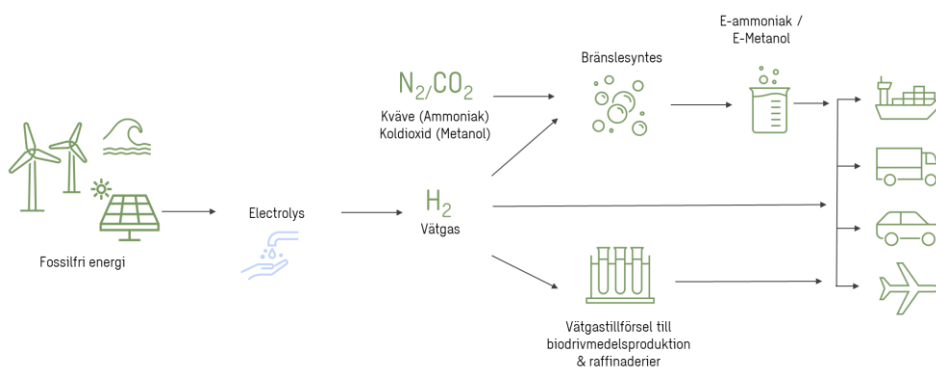 Fossilfri energi
Electrolys
N2/CO2
Kväve (Ammoniak)
Koldioxid (Metanol)
H2
Vätgas
Bränslesyntes
E-ammoniak /
E-Metanol
Vätgastillförsel till
biodrivmedelsproduktion
& raffinaderier